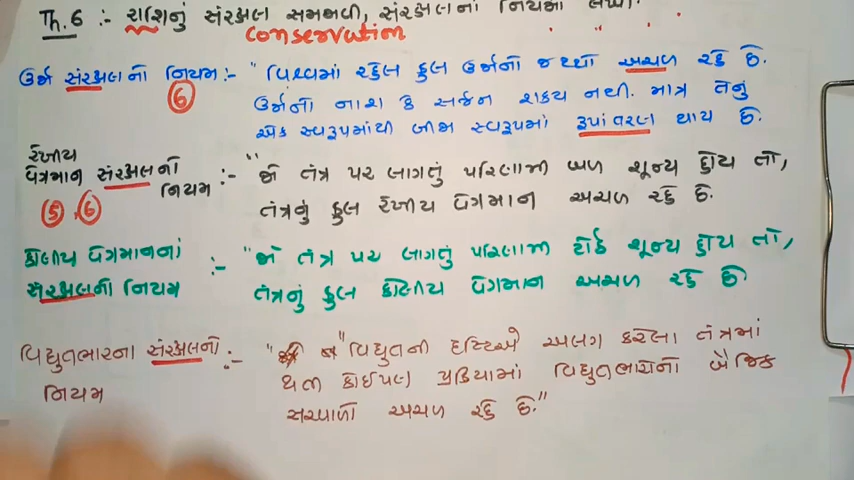 Th.6 :- રાશિનું સંરક્ષણ સમજાવી, સંરક્ષણનાં નિયમો લખો.
Conservation
ઉર્જા સંરક્ષણનો નિયમ :- "વિશ્વમાં રહેલ કુલ ઉર્જાનો જથ્થો અચળ રહે છે.
6
ઉર્જાનો નાશ કે સર્જન શક્ય નથી. માત્ર તેનું
એક સ્વરૂપમાંથી બીજા સ્વરૂપમાં રૂપાંતરણ થાય છે.
રેખીય
વેગમાન સંરક્ષણનો
નિયમ :- "જો તંત્ર પર લાગતું પરિણામી બળ શૂન્ય હોય તો,
5, 6
તંત્રનું કુલ રેખીય વેગમાન અચળ રહે છે.
કોણીય વેગમાનનાં
સંરક્ષણનો નિયમ :- "જો તંત્ર પર લાગતું પરિણામી ટોર્ક શૂન્ય હોય તો,
તંત્રનું કુલ કોણીય વેગમાન અચળ રહે છે.
વિદ્યુતભારના સંરક્ષણનો
નિયમ :- "વિદ્યુતની દૃષ્ટિએ અલગ કરેલા તંત્રમાં
થતી કોઈપણ પ્રક્રિયામાં વિદ્યુતભારોનો બૈજિક
સરવાળો અચળ રહે છે."